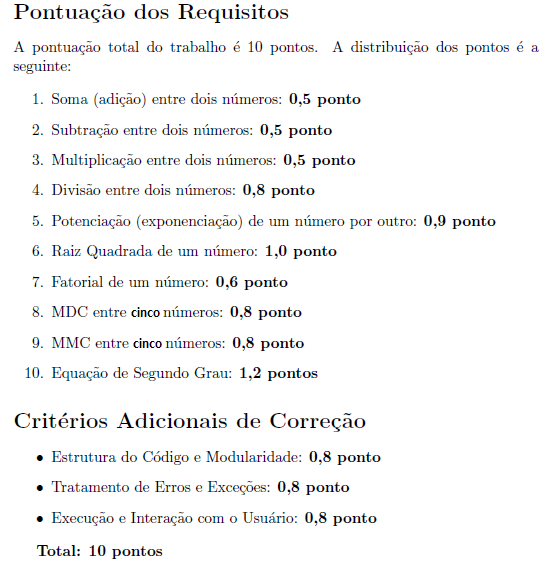 Pontuação dos Requisitos
A pontuação total do trabalho é 10 pontos. A distribuição dos pontos é a
seguinte:
1. Soma (adição) entre dois números: 0,5 ponto
2. Subtração entre dois números: 0,5 ponto
3. Multiplicação entre dois números: 0,5 ponto
4. Divisão entre dois números: 0,8 ponto
5. Potenciação (exponenciação) de um número por outro: 0,9 ponto
6. Raiz Quadrada de um número: 1,0 ponto
7. Fatorial de um número: 0,6 ponto
8. MDC entre cinco números: 0,8 ponto
9. MMC entre cinco números: 0,8 ponto
10. Equação de Segundo Grau: 1,2 pontos
Critérios Adicionais de Correção
• Estrutura do Código e Modularidade: 0,8 ponto
• Tratamento de Erros e Exceções: 0,8 ponto
• Execução e Interação com o Usuário: 0,8 ponto
Total: 10 pontos